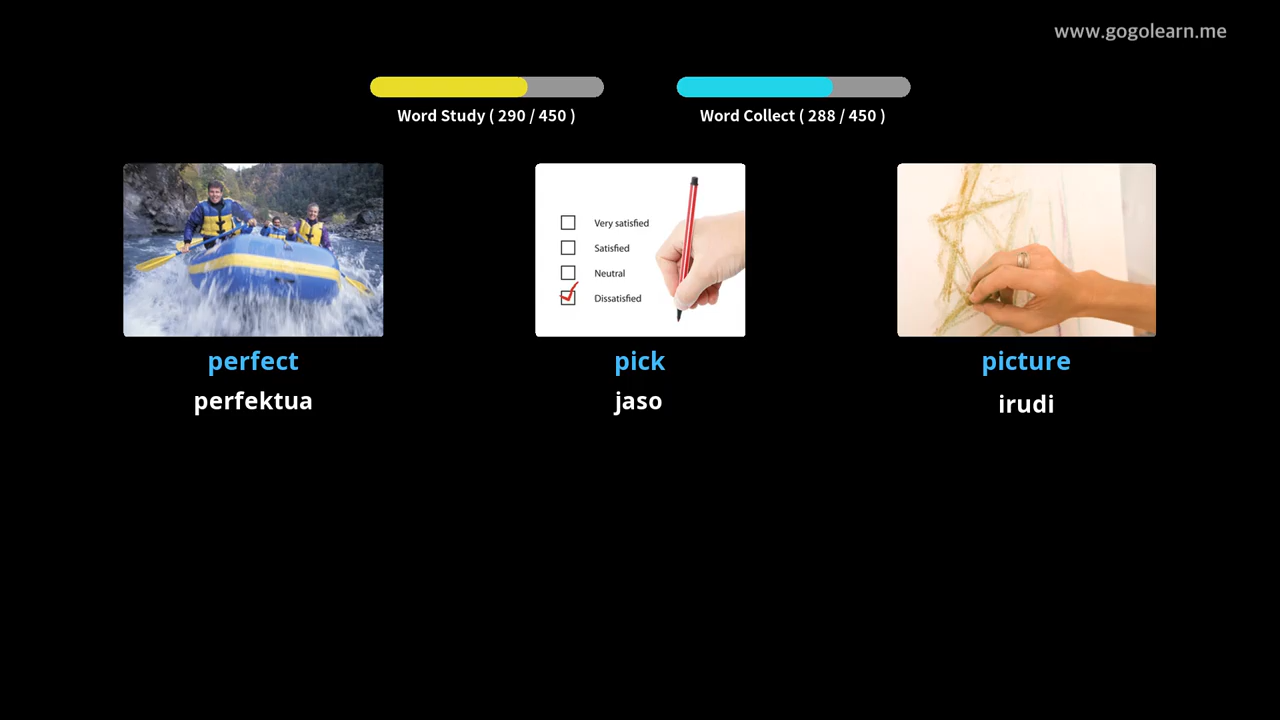 www.gogolearn.me
Word Study ( 290 / 450 )
Word Collect ( 288 / 450 )
Very satisfied
Satisfied
Neutral
Dissatisfied
perfect
pick
picture
perfektua
jaso
irudi